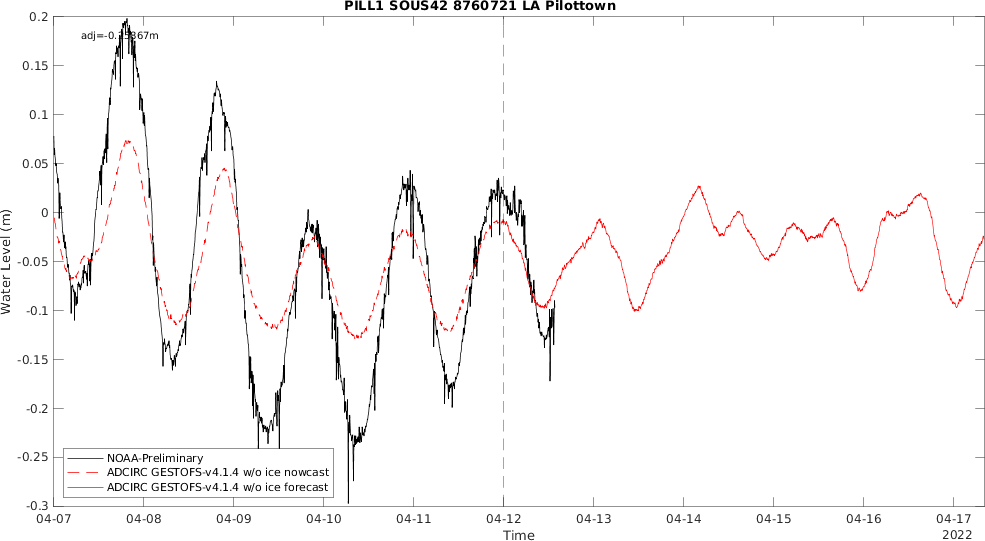 PILL1 SOUS42 8760721 LA Pilottown
adj=-0.15367m
0.2
0.15
0.1
0.05
0
-0.05
-0.1
-0.15
-0.2
-0.25
-0.3
Water Level (m)
NOAA-Preliminary
ADCIRC GESTOFS-v4.1.4 w/o ice nowcast
ADCIRC GESTOFS-v4.1.4 w/o ice forecast
04-07 04-08 04-09 04-10 04-11 04-12 04-13 04-14 04-15 04-16 04-17
Time 2022